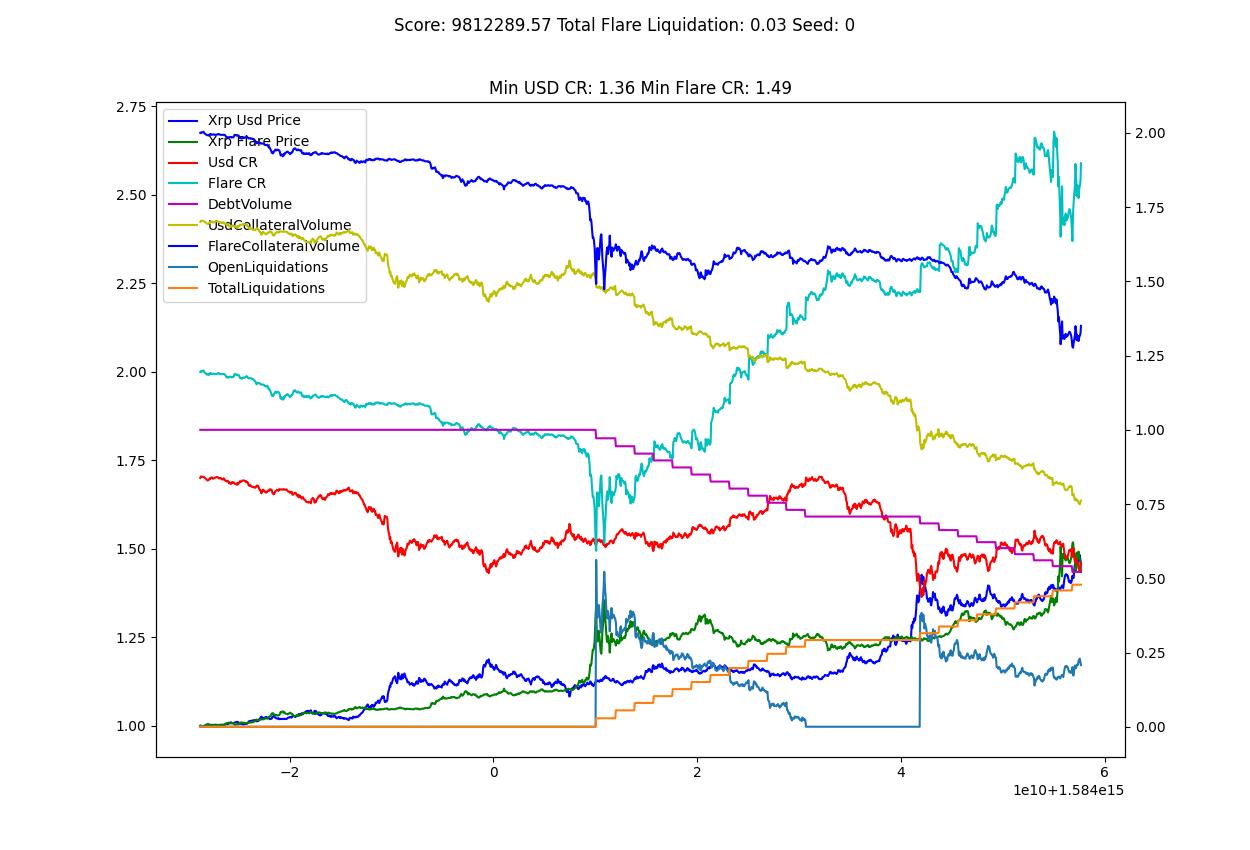 Score: 9812289.57 Total Flare Liquidation: 0.03 Seed: 0
Min USD CR: 1.36 Min Flare CR: 1.49
Xrp Usd Price
Xrp Flare Price
Usd CR
Flare CR
DebtVolume
UsdCollateralVolume
FlareCollateralVolume
OpenLiquidations
TotalLiquidations
2.75
2.50
2.25
2.00
1.75
1.50
1.25
1.00
2.00
1.75
1.50
1.25
1.00
0.75
0.50
0.25
0.00
−2 0 2 4 6
1e10+1.584e15